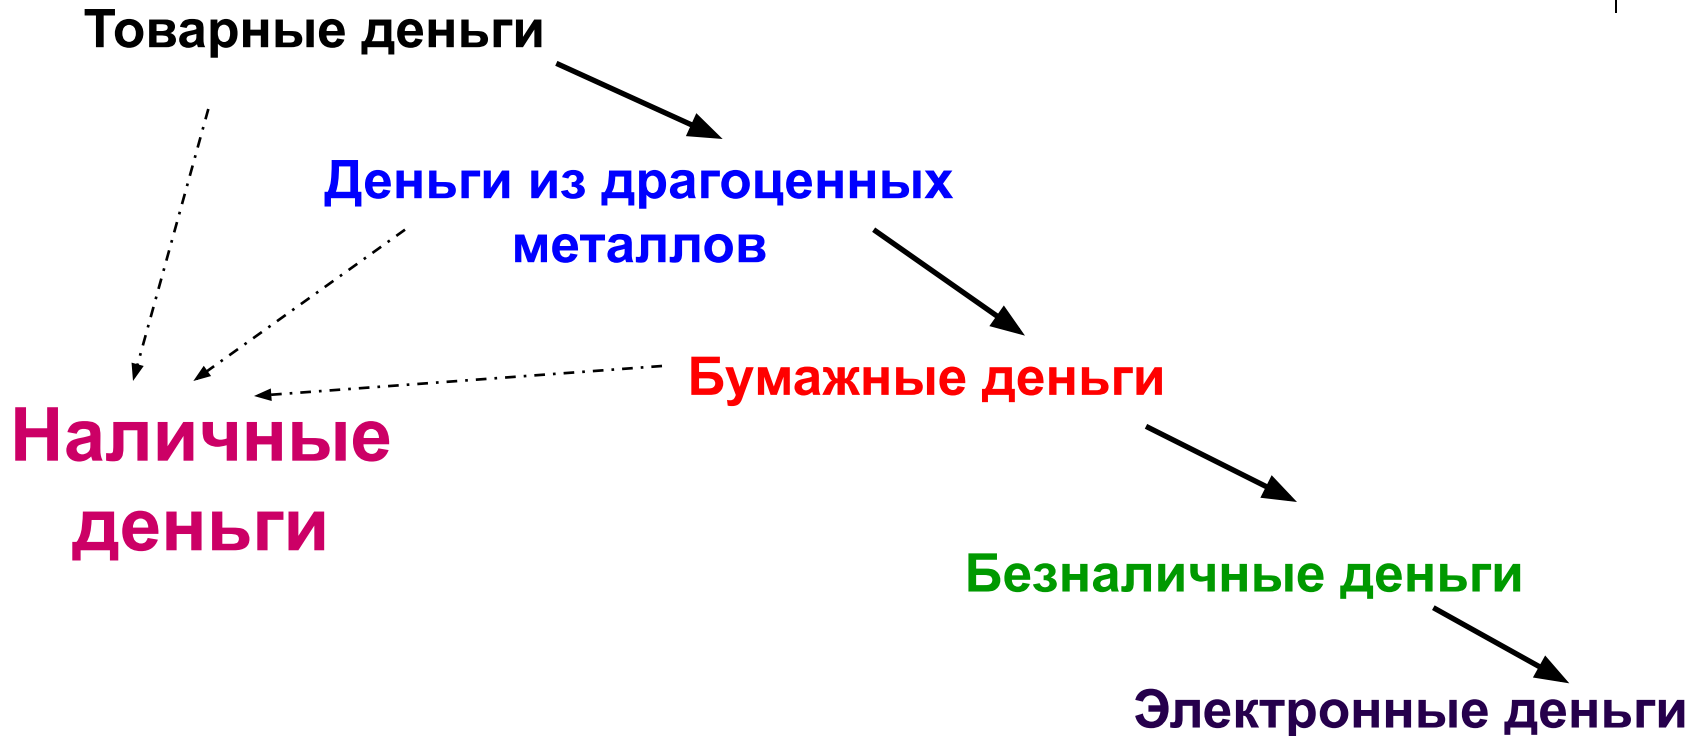 Товарные деньги
Деньги из драгоценных
металлов
Бумажные деньги
Наличные
деньги
Безналичные деньги
Электронные деньги